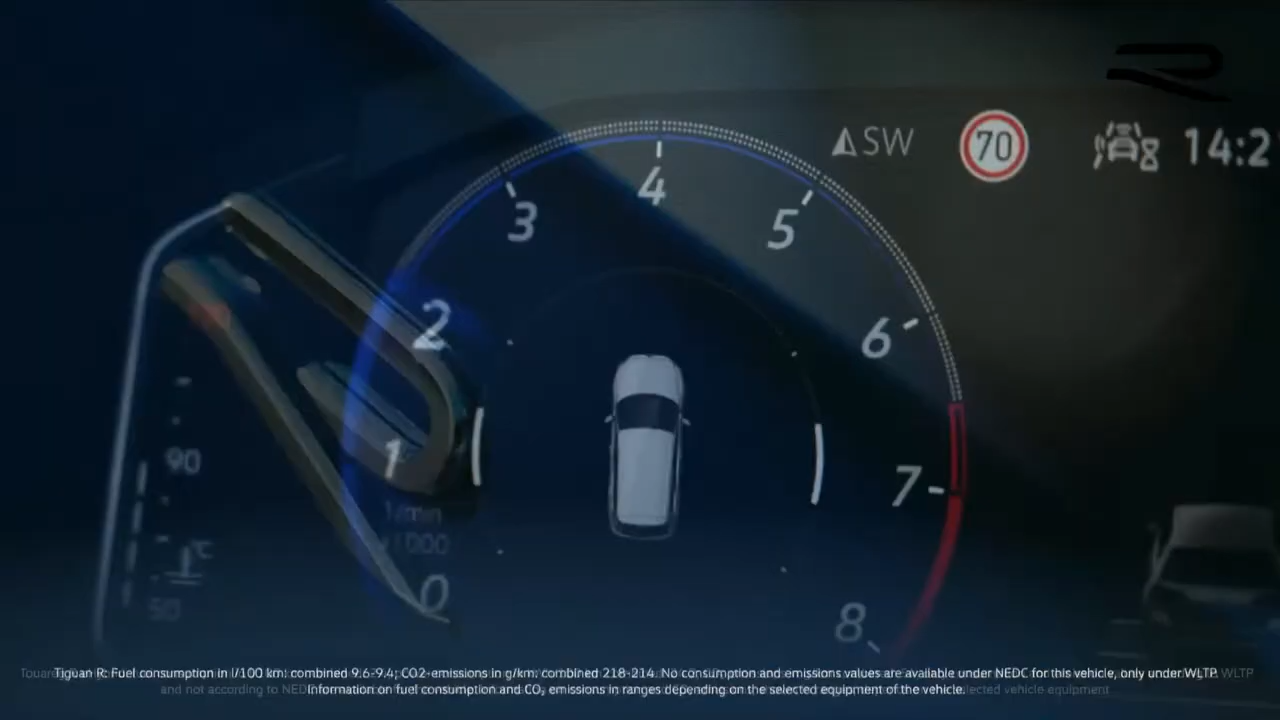 SW
70
14:2
4
3
5
2
6
90
1
7
1/min
x1000
°C
50
0
8
Tiguan R: Fuel consumption in l/100 km: combined 9.6-9.4; CO2-emissions in g/km: combined 218-214. No consumption and emissions values are available under NEDC for this vehicle, only under WLTP.
Information on fuel consumption and CO₂ emissions in ranges depending on the selected equipment of the vehicle.